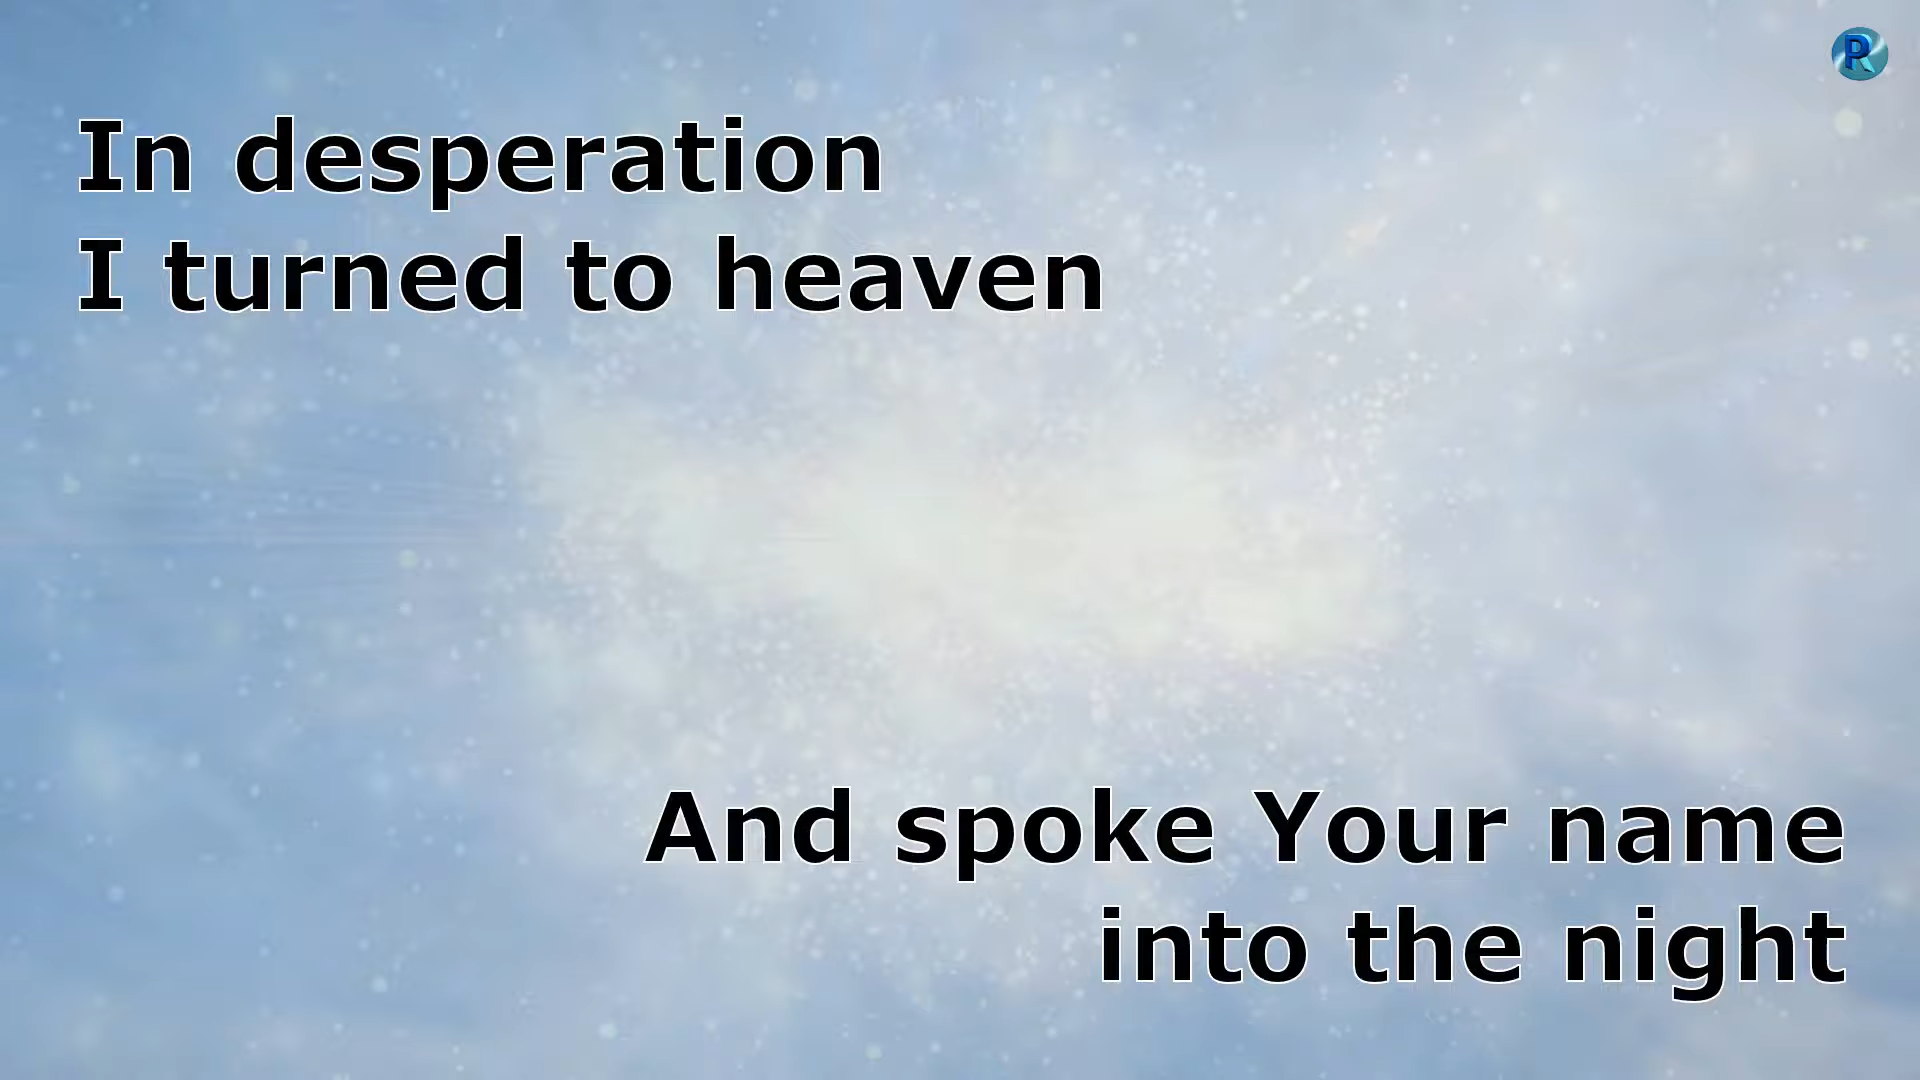 R
In desperation
I turned to heaven
And spoke Your name
into the night